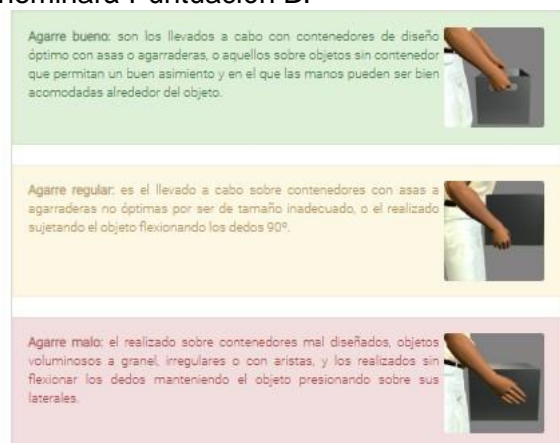 nominará Puntuación B.
Agarre bueno: son los llevados a cabo con contenedores de diseño
óptimo con asas o agarraderas, o aquellos sobre objetos sin contenedor
que permitan un buen asimiento y en el que las manos pueden ser bien
acomodadas alrededor del objeto.
Agarre regular: es el llevado a cabo sobre contenedores con asas a
agarraderas no óptimas por ser de tamaño inadecuado, o el realizado
sujetando el objeto flexionando los dedos 90º.
Agarre malo: el realizado sobre contenedores mal diseñados, objetos
voluminosos a granel, irregulares o con aristas, y los realizados sin
flexionar los dedos manteniendo el objeto presionando sobre sus
laterales.